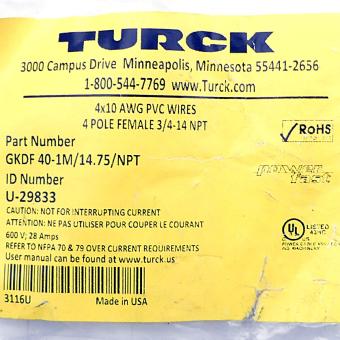 TURCK
3000 Campus Drive Minneapolis, Minnesota 55441-2656
1-800-544-7769 www.Turck.com
4x10 AWG PVC WIRES
4 POLE FEMALE 3/4-14 NPT
RoHS
Part Number
GKDF 40-1M/14.75/NPT
powerfast
ID Number
U-29833
CAUTION: NOT FOR INTERRUPTING CURRENT
ATTENTION: NE PAS UTILISER POUR COUPER LE COURANT
UL LISTED
600 V; 28 Amps
REFER TO NFPA 70 & 79 OVER CURRENT REQUIREMENTS
User manual can be found at www.turck.us
3116U Made in USA